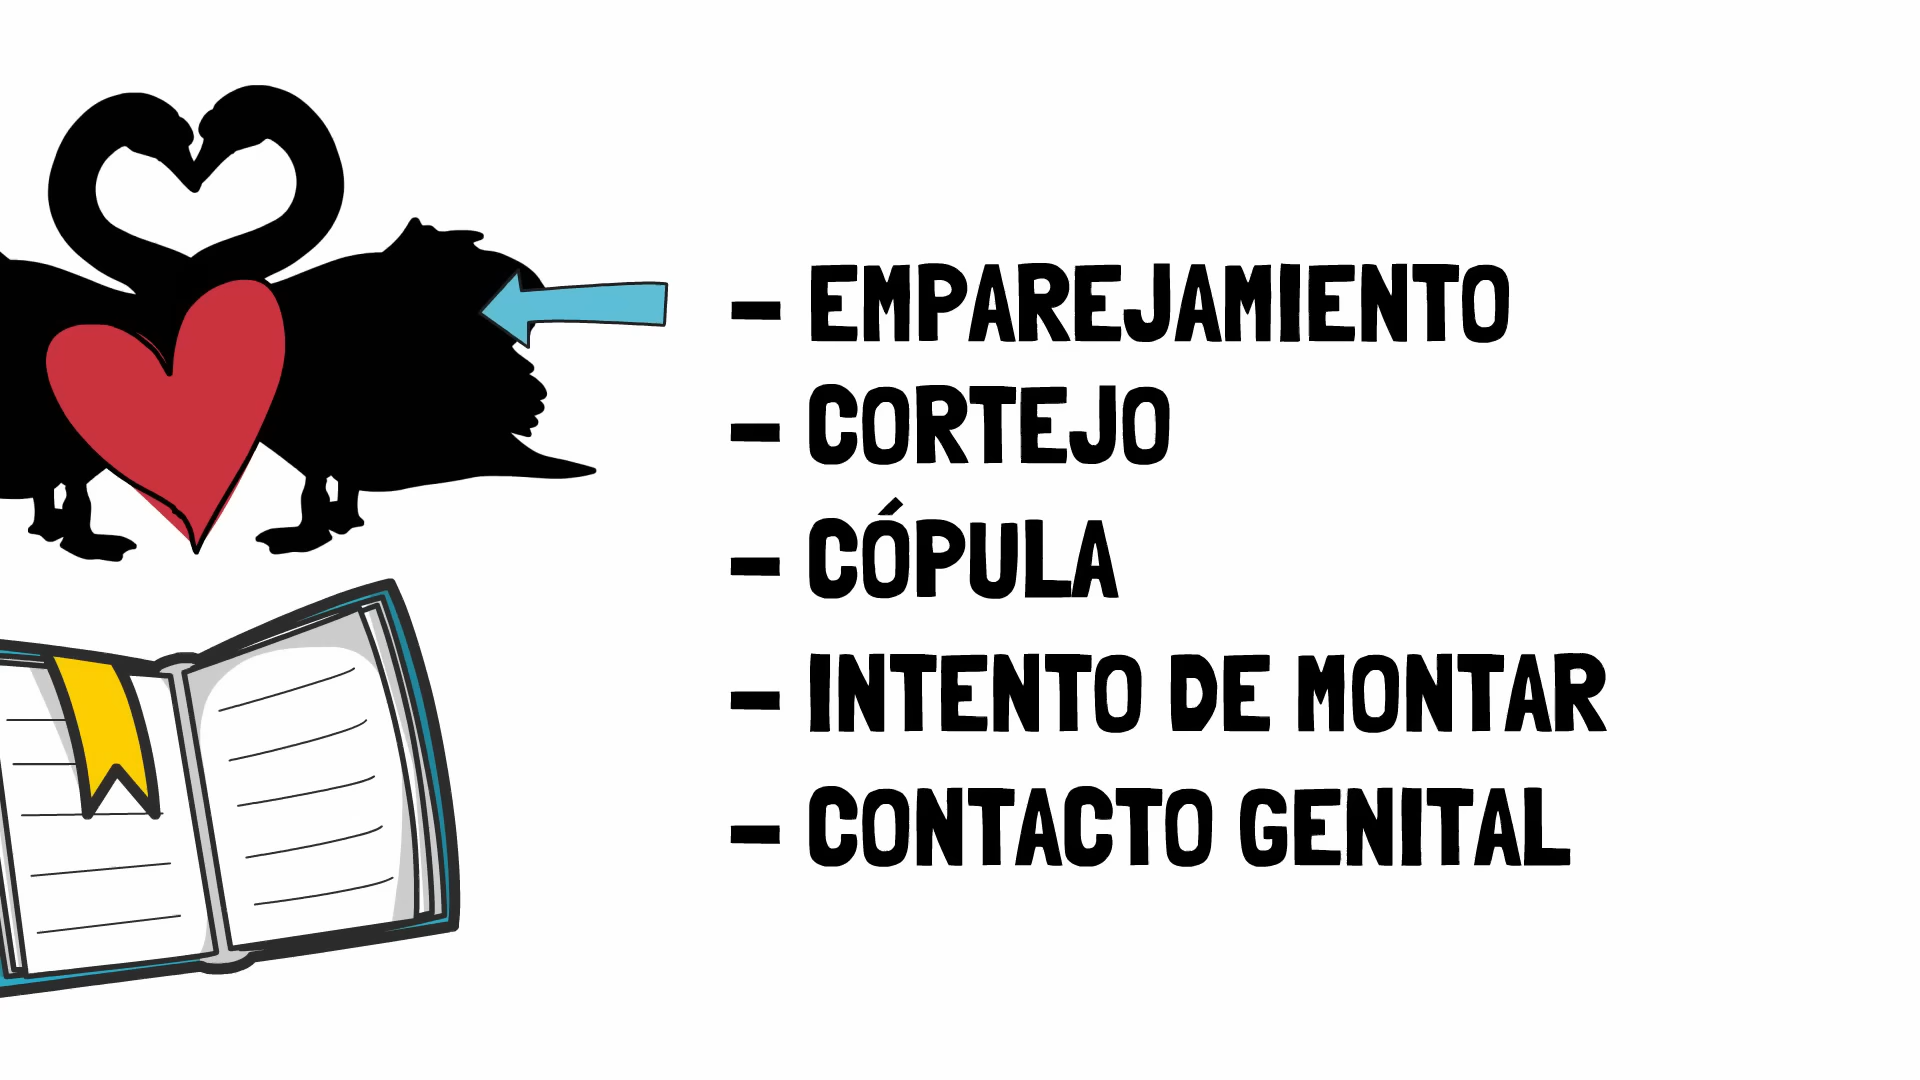 - EMPAREJAMIENTO
- CORTEJO
- CÓPULA
- INTENTO DE MONTAR
- CONTACTO GENITAL